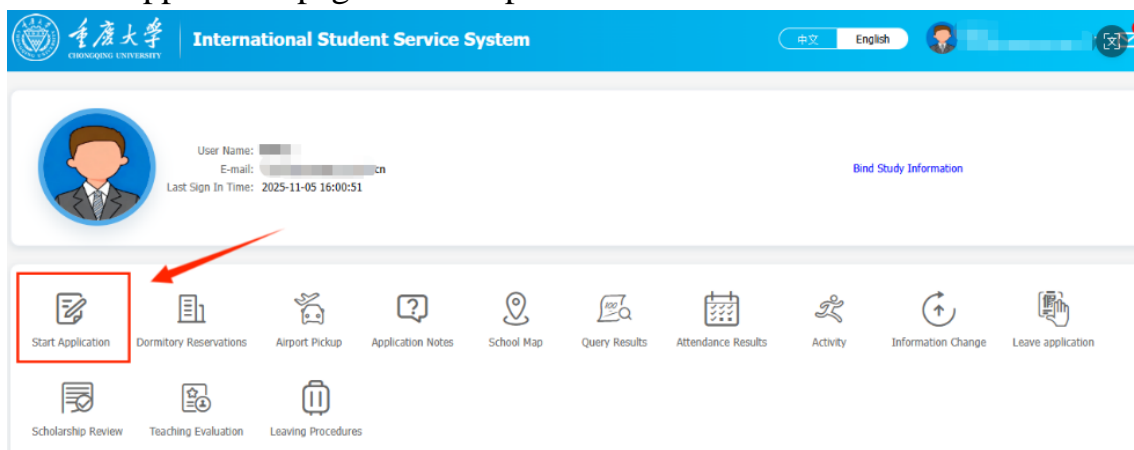 重庆大学
CHONGQING UNIVERSITY
International Student Service System
中文 English
User Name:
E-mail: cn
Last Sign In Time: 2025-11-05 16:00:51
Bind Study Information
Start Application Dormitory Reservations Airport Pickup Application Notes School Map Query Results Attendance Results Activity Information Change Leave application
Scholarship Review Teaching Evaluation Leaving Procedures